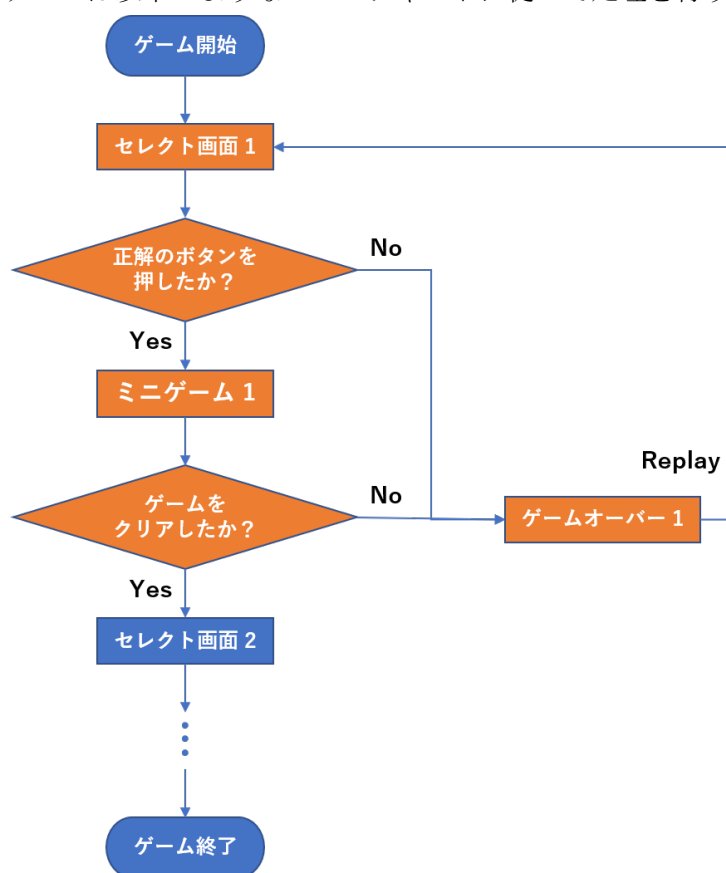 ゲーム開始
セレクト画面 1
正解のボタンを
押したか？
No
Yes
ミニゲーム 1
Replay
ゲームを
クリアしたか？
No
ゲームオーバー 1
Yes
セレクト画面 2
ゲーム終了